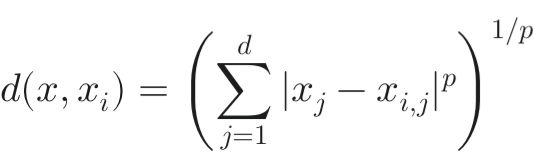 d(x, x_i) = \left( \sum_{j=1}^{d} |x_j - x_{i,j}|^p \right)^{1/p}